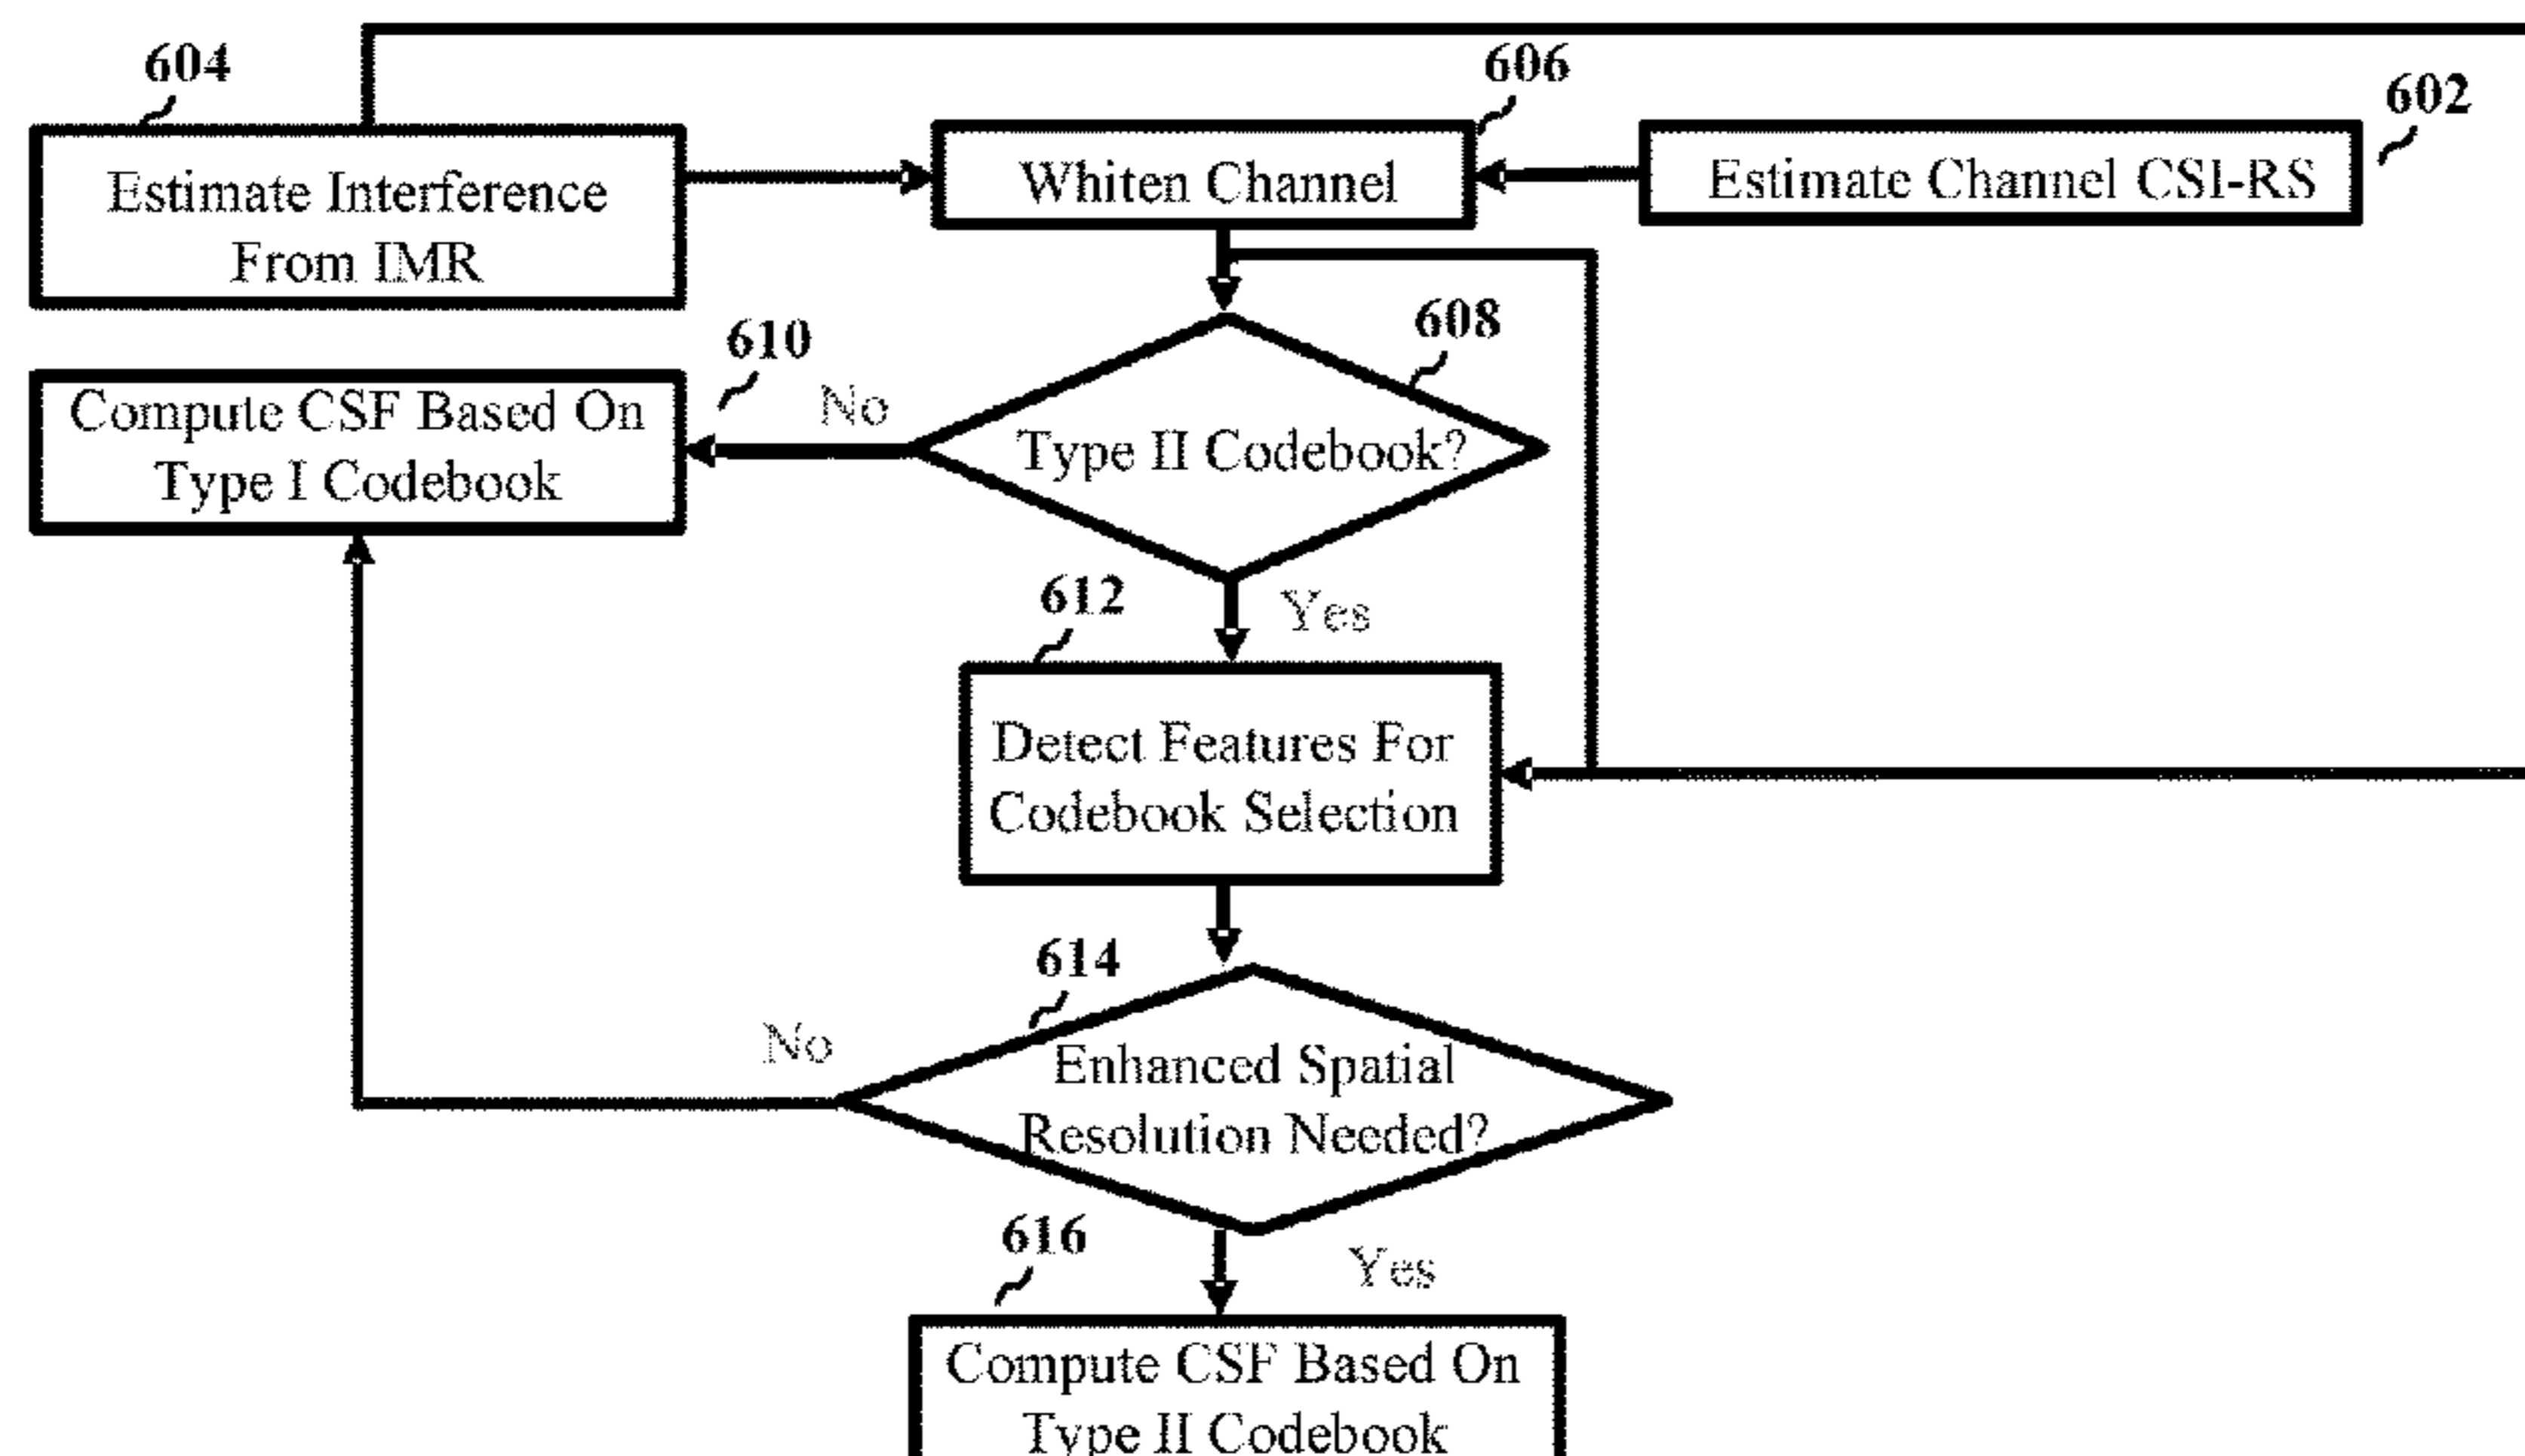 604
606
602
Estimate Interference
From IMR
Whiten Channel
Estimate Channel CSI-RS
608
610
No
Compute CSF Based On
Type I Codebook
Type II Codebook?
612
Yes
Detect Features For
Codebook Selection
614
No
Enhanced Spatial
Resolution Needed?
616
Yes
Compute CSF Based On
Type II Codebook